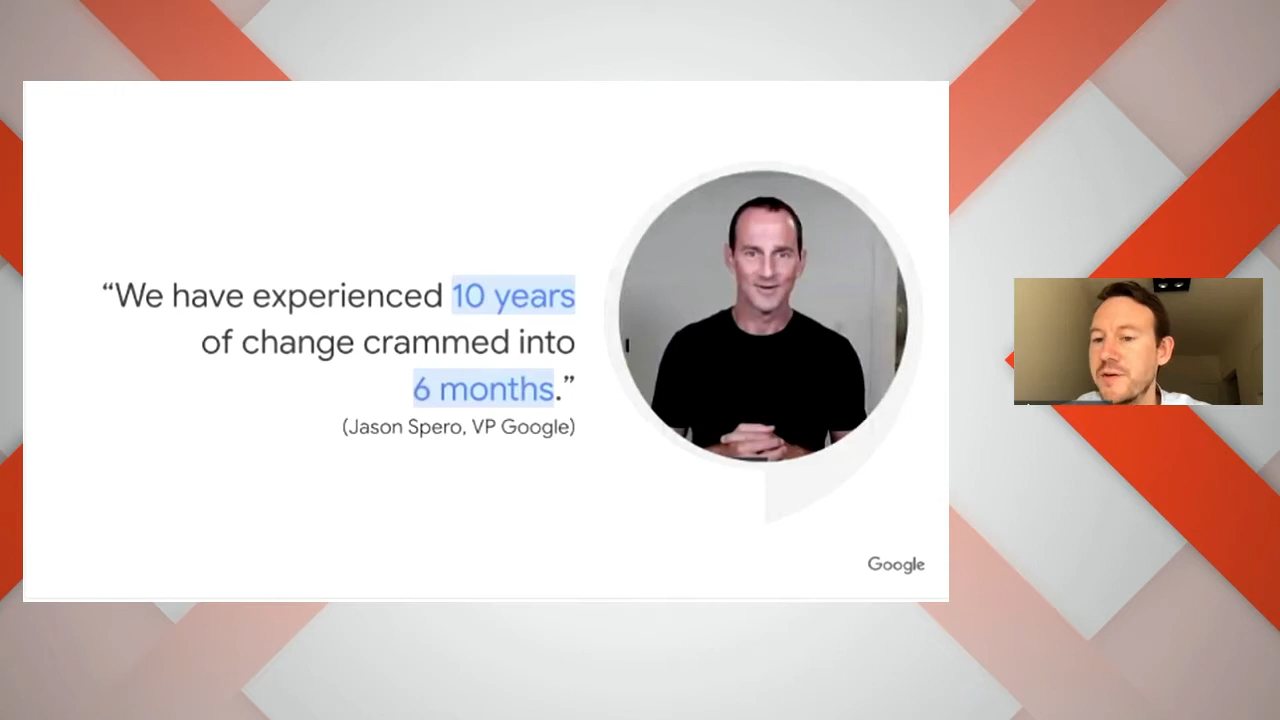 “We have experienced 10 years
of change crammed into
6 months.”
(Jason Spero, VP Google)
Google